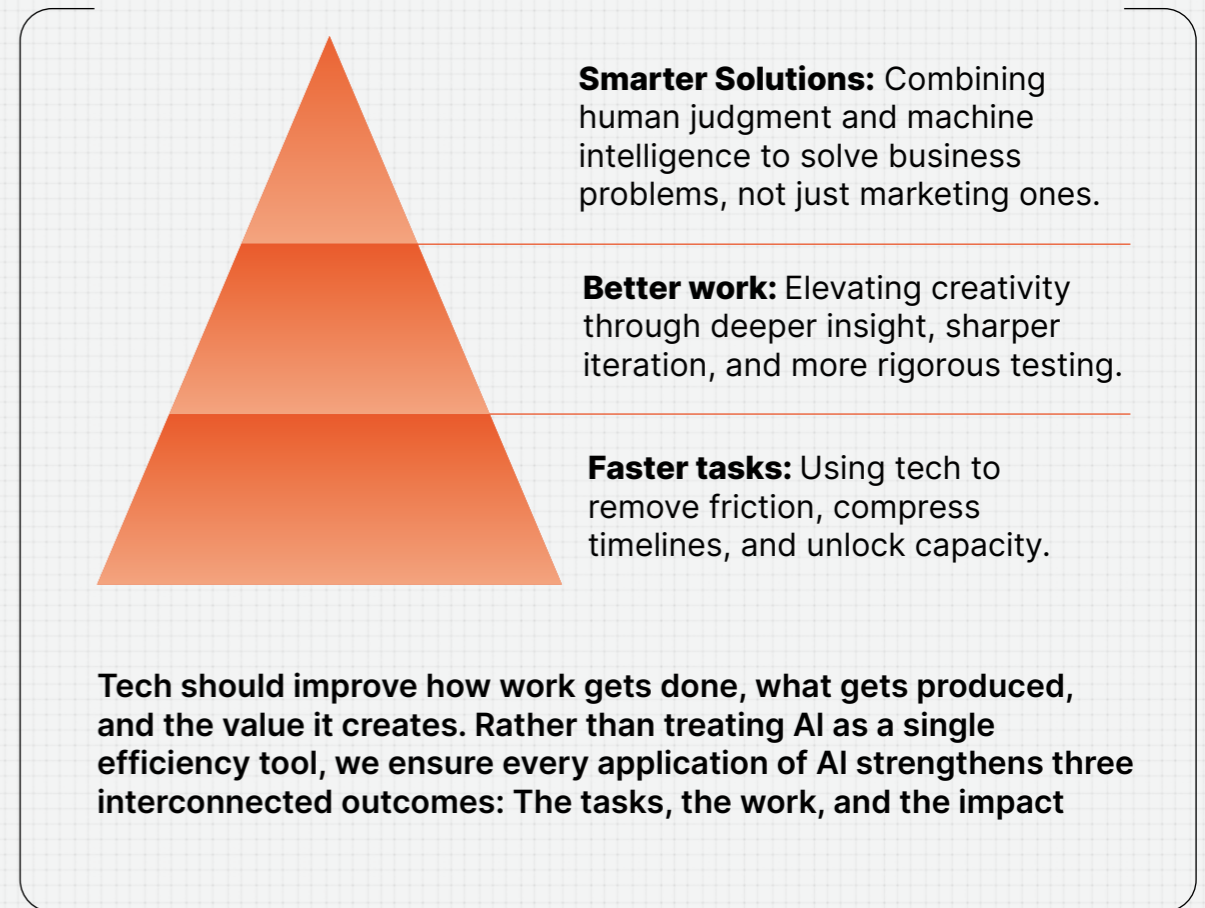 Smarter Solutions: Combining
human judgment and machine
intelligence to solve business
problems, not just marketing ones.
Better work: Elevating creativity
through deeper insight, sharper
iteration, and more rigorous testing.
Faster tasks: Using tech to
remove friction, compress
timelines, and unlock capacity.
Tech should improve how work gets done, what gets produced,
and the value it creates. Rather than treating AI as a single
efficiency tool, we ensure every application of AI strengthens three
interconnected outcomes: The tasks, the work, and the impact